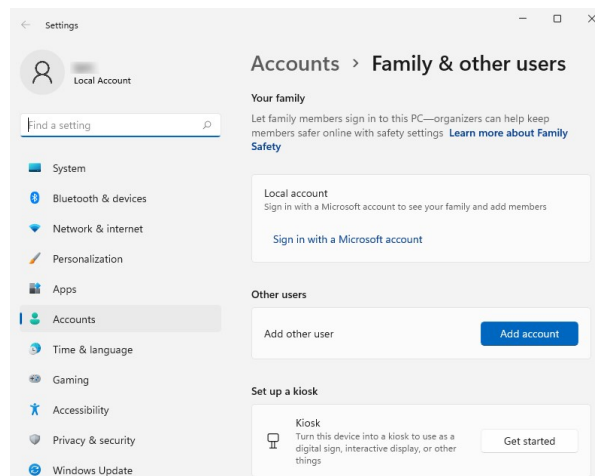 Settings
Local Account
Find a setting
System
Bluetooth & devices
Network & internet
Personalization
Apps
Accounts
Time & language
Gaming
Accessibility
Privacy & security
Windows Update
Accounts > Family & other users
Your family
Let family members sign in to this PC—organizers can help keep
members safer online with safety settings Learn more about Family
Safety
Local account
Sign in with a Microsoft account to see your family and add members
Sign in with a Microsoft account
Other users
Add other user
Add account
Set up a kiosk
Kiosk
Turn this device into a kiosk to use as a
digital sign, interactive display, or other
things
Get started